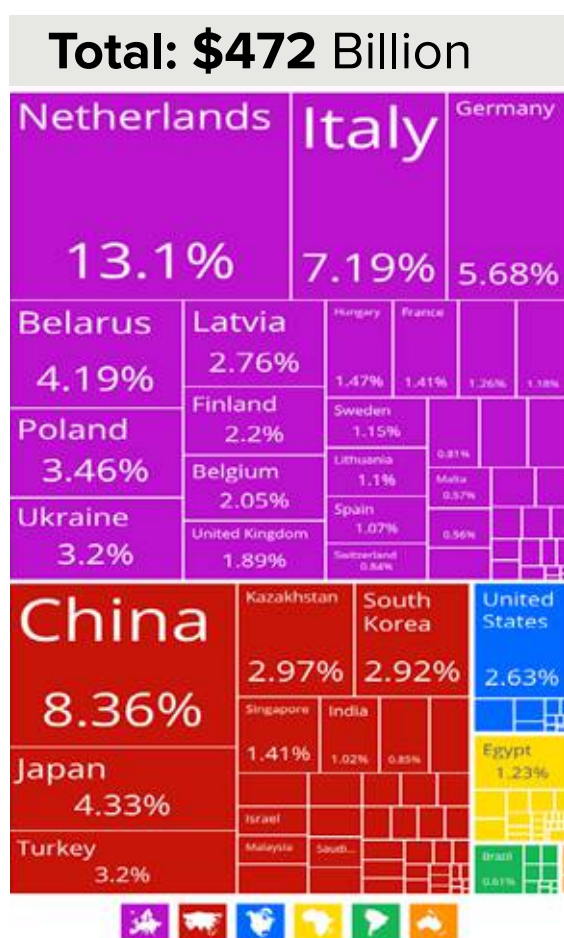 Total: $472 Billion
Netherlands
13.1%
Italy
7.19%
Germany
5.68%
Belarus
4.19%
Poland
3.46%
Ukraine
3.2%
Latvia
2.76%
Finland
2.2%
Belgium
2.05%
United Kingdom
1.89%
Hungary
1.47%
France
1.41%
1.26%
1.18%
Sweden
1.15%
Lithuania
1.1%
Spain
1.07%
Switzerland
0.84%
0.81%
Malta
0.57%
0.56%
China
8.36%
Japan
4.33%
Turkey
3.2%
Kazakhstan
2.97%
South
Korea
2.92%
Singapore
1.41%
India
1.02%
0.85%
Israel
Malaysia
Saudi...
United
States
2.63%
Egypt
1.23%
Brazil
0.61%